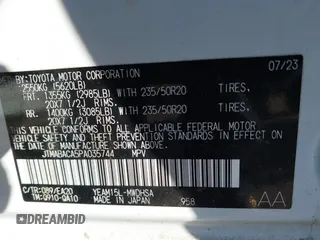 BY: TOYOTA MOTOR CORPORATION 07/23
2550KG (5620LB)
FRT. 1355KG (2985LB) WITH 235/50R20 TIRES,
20X7 1/2J RIMS,
RR. 1400KG (3085LB) WITH 235/50R20 TIRES,
20X7 1/2J RIMS,
THIS VEHICLE CONFORMS TO ALL APPLICABLE FEDERAL MOTOR
VEHICLE SAFETY, BUMPER, AND THEFT PREVENTION STANDARDS
IN EFFECT ON THE DATE OF MANUFACTURE SHOWN ABOVE.
JTMABACA5PA035744 MPV
C/TR: 089/EA20 YEAM15L-MWDHSA AA
TM: Q910-QA10 MADE IN JAPAN 958
© ROAD DEALERS